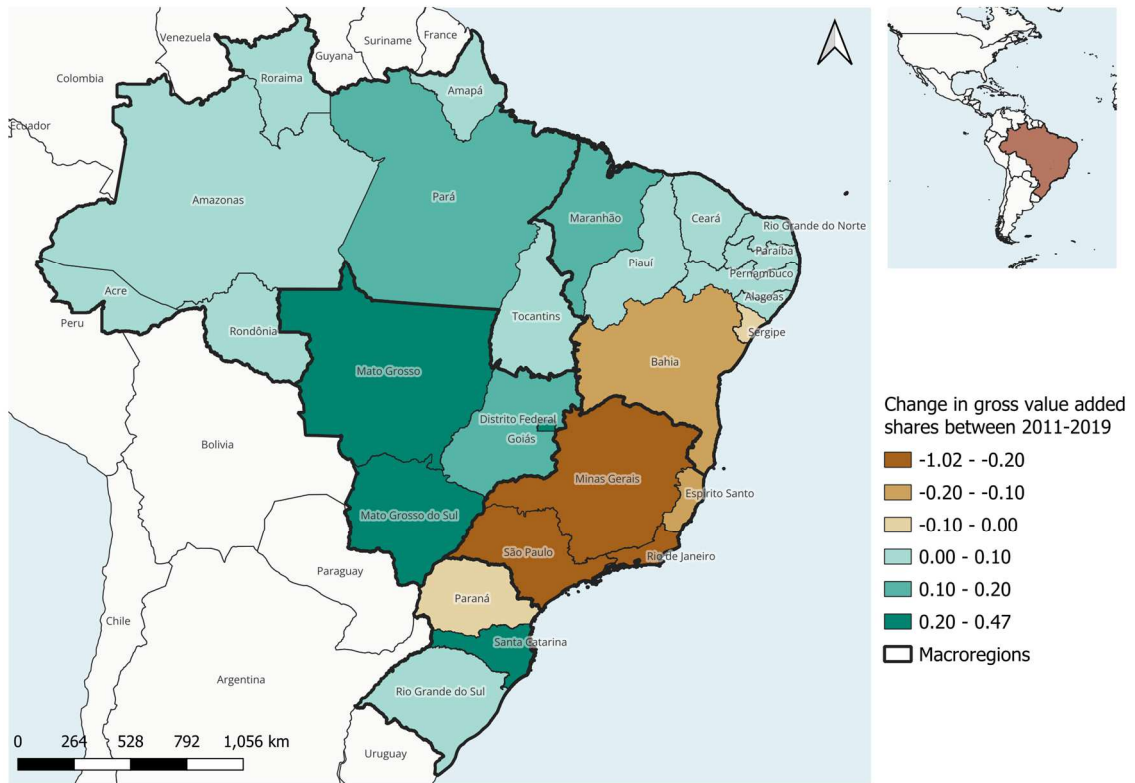 Venezuela
Suriname
France
Guyana
Colombia
Roraima
Amapá
Ecuador
Amazonas
Pará
Maranhão
Ceará
Rio Grande do Norte
Paraíba
Piauí
Pernambuco
Alagoas
Acre
Sergipe
Peru
Rondônia
Tocantins
Mato Grosso
Bahia
Distrito Federal
Goiás
Bolivia
Minas Gerais
Espírito Santo
Mato Grosso do Sul
São Paulo
Rio de Janeiro
Paraguay
Paraná
Chile
Santa Catarina
Argentina
Rio Grande do Sul
Uruguay
0 264 528 792 1,056 km
Change in gross value added
shares between 2011-2019
-1.02 - -0.20
-0.20 - -0.10
-0.10 - 0.00
0.00 - 0.10
0.10 - 0.20
0.20 - 0.47
Macroregions